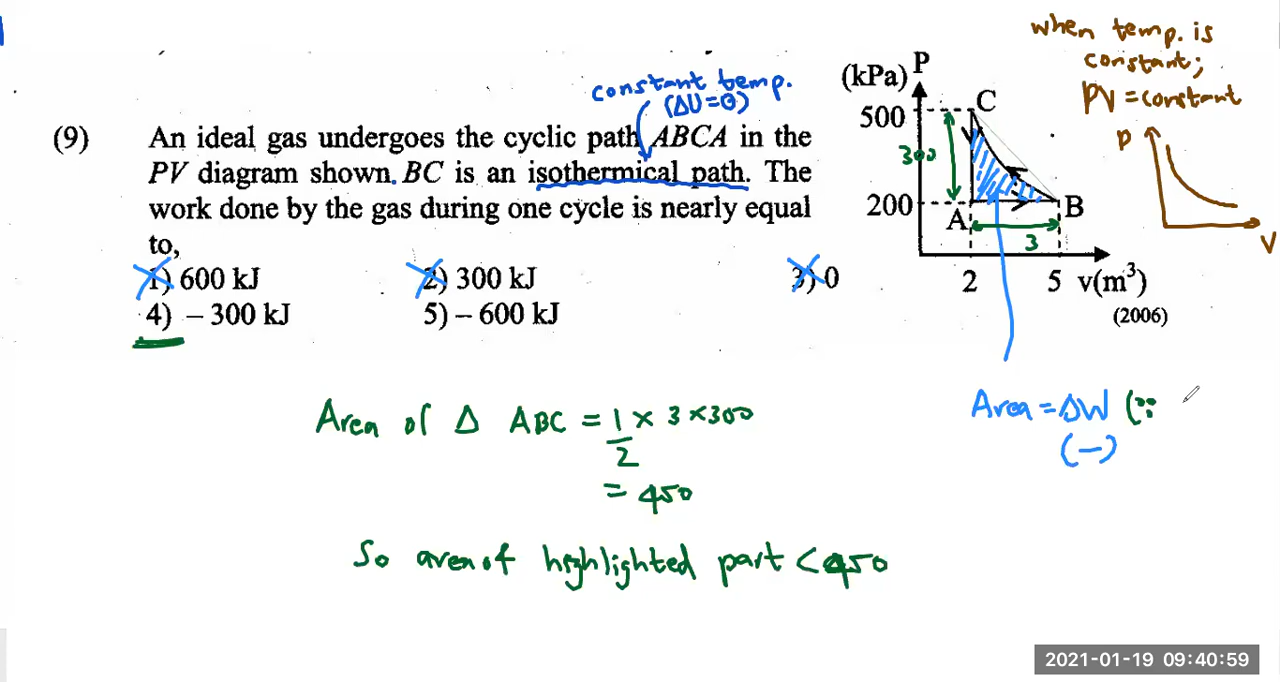 when temp. is
constant;
PV = constant
P
V
constant temp.
(ΔU=0)
(9) An ideal gas undergoes the cyclic path ABCA in the
PV diagram shown. BC is an isothermical path. The
work done by the gas during one cycle is nearly equal
to,
1) 600 kJ 2) 300 kJ 3) 0
4) – 300 kJ 5) – 600 kJ
(kPa) P
500 C
300
200 A B
3
2 5 v(m³)
(2006)
Area = ΔW (∵
(−)
Area of Δ ABC = 1/2 × 3 × 300
= 450
So area of highlighted part < 450
2021-01-19 09:40:59